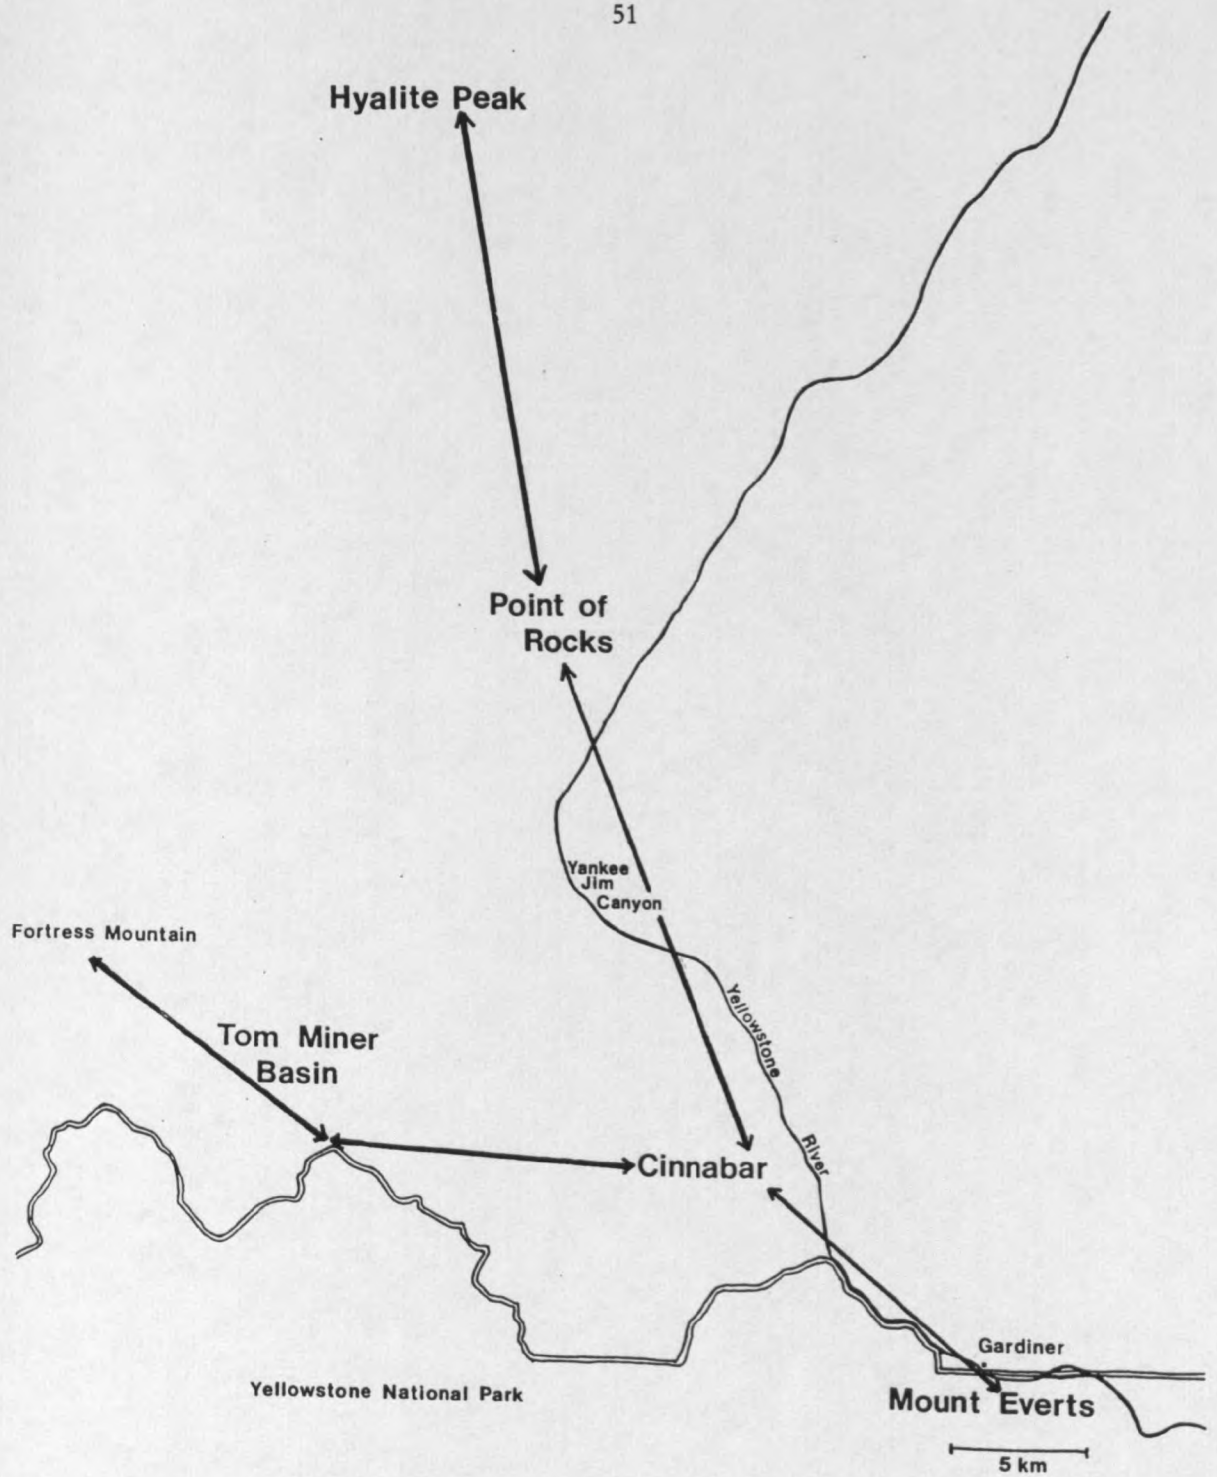 51
Hyalite Peak
Point of
Rocks
Yankee
Jim
Canyon
Fortress Mountain
Yellowstone
Tom Miner
Basin
River
Cinnabar
Gardiner
Yellowstone National Park
Mount Everts
5 km